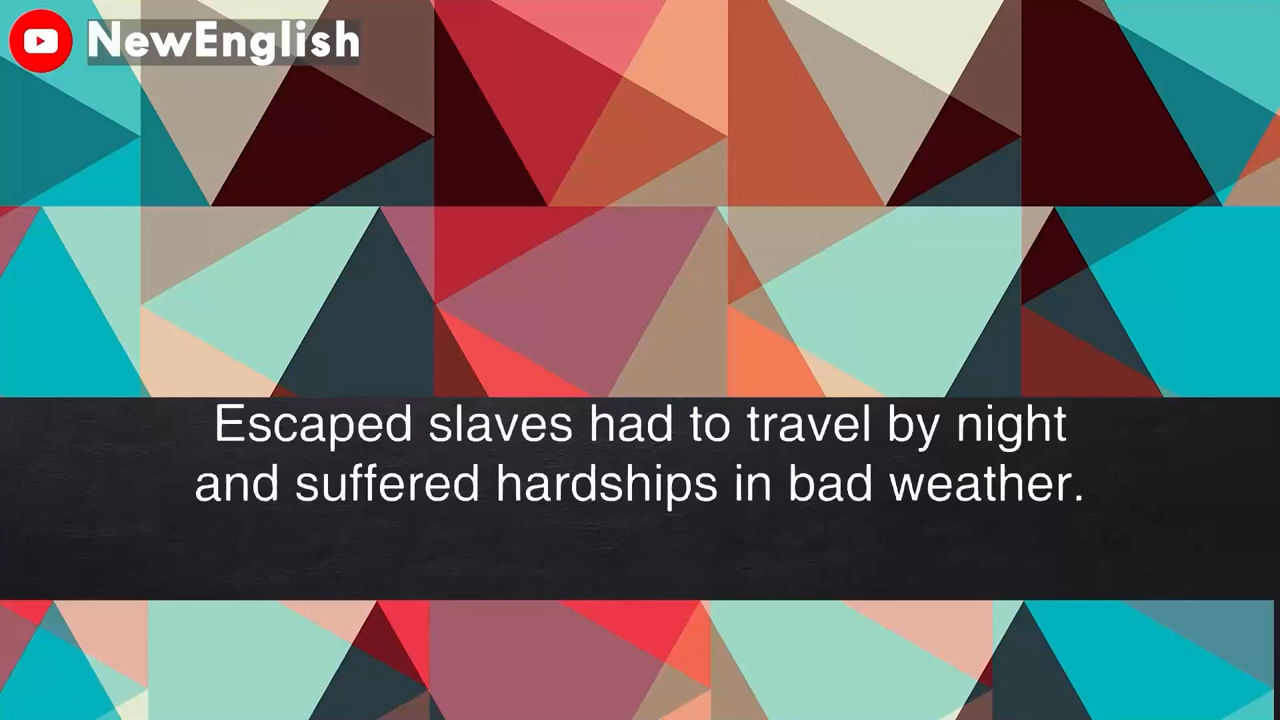 NewEnglish
Escaped slaves had to travel by night
and suffered hardships in bad weather.